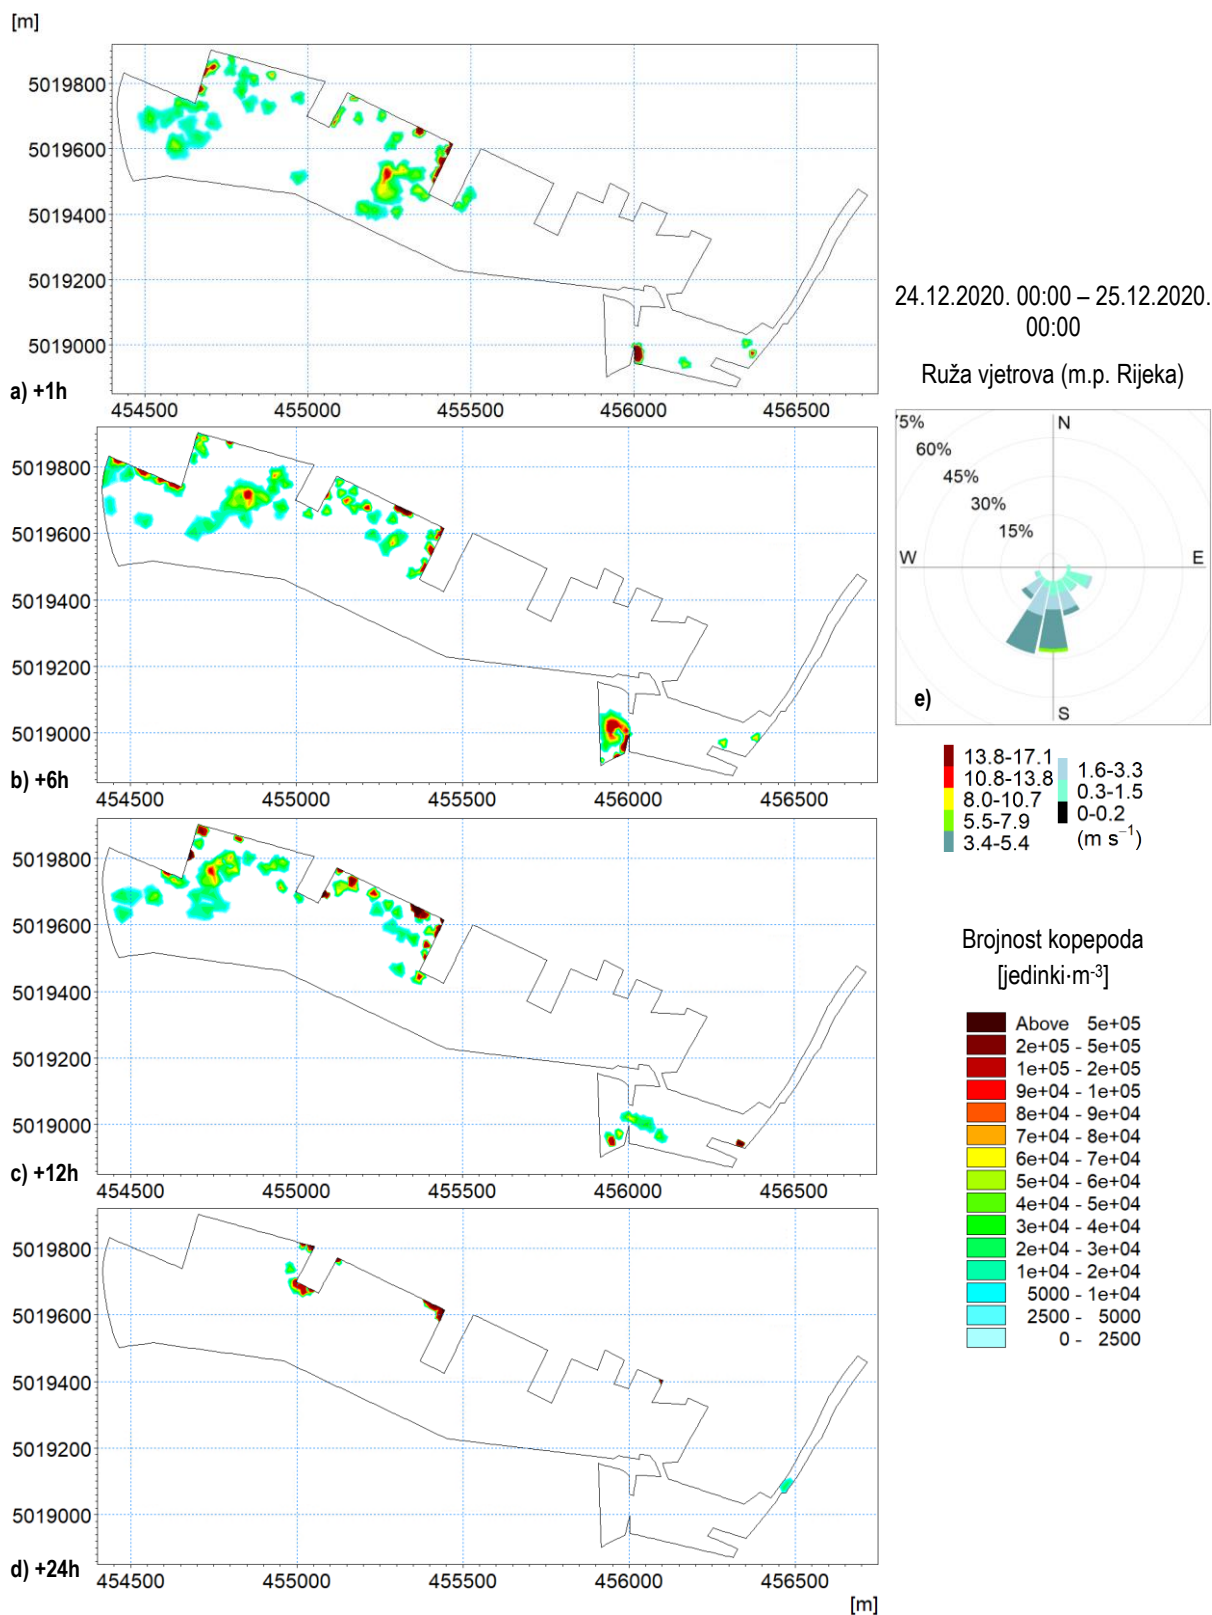 [m]
5019800
5019600
5019400
5019200
5019000
a) +1h
454500 455000 455500 456000 456500
5019800
5019600
5019400
5019200
5019000
b) +6h
454500 455000 455500 456000 456500
5019800
5019600
5019400
5019200
5019000
c) +12h
454500 455000 455500 456000 456500
5019800
5019600
5019400
5019200
5019000
d) +24h
454500 455000 455500 456000 456500
[m]
24.12.2020. 00:00 – 25.12.2020.
00:00
Ruža vjetrova (m.p. Rijeka)
5%
60%
45%
30%
15%
N
W
E
S
e)
13.8-17.1
10.8-13.8
8.0-10.7
5.5-7.9
3.4-5.4
1.6-3.3
0.3-1.5
0-0.2
(m s⁻¹)
Brojnost kopepoda
[jedinki·m⁻³]
Above 5e+05
2e+05 - 5e+05
1e+05 - 2e+05
9e+04 - 1e+05
8e+04 - 9e+04
7e+04 - 8e+04
6e+04 - 7e+04
5e+04 - 6e+04
4e+04 - 5e+04
3e+04 - 4e+04
2e+04 - 3e+04
1e+04 - 2e+04
5000 - 1e+04
2500 - 5000
0 - 2500